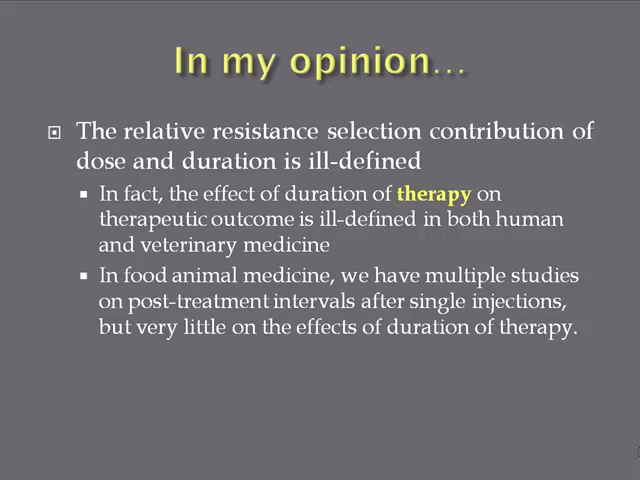 In my opinion…
The relative resistance selection contribution of
dose and duration is ill-defined
In fact, the effect of duration of therapy on
therapeutic outcome is ill-defined in both human
and veterinary medicine
In food animal medicine, we have multiple studies
on post-treatment intervals after single injections,
but very little on the effects of duration of therapy.